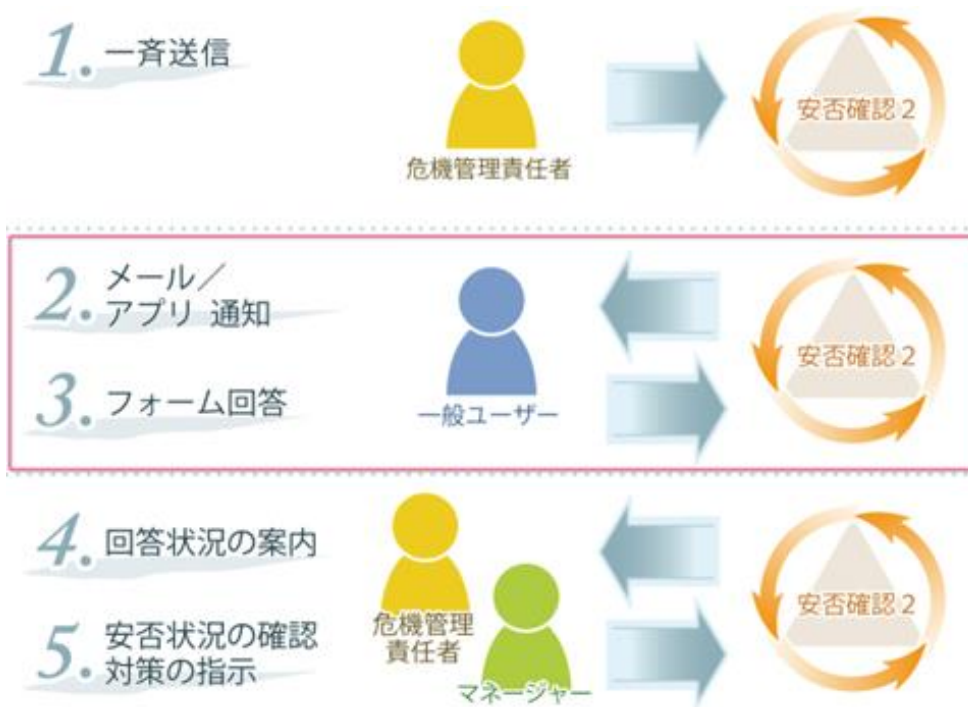 1. 一斉送信
危機管理責任者
安否確認2
2. メール／
アプリ 通知
3. フォーム回答
一般ユーザー
安否確認2
4. 回答状況の案内
5. 安否状況の確認
対策の指示
危機管理
責任者
マネージャー
安否確認2